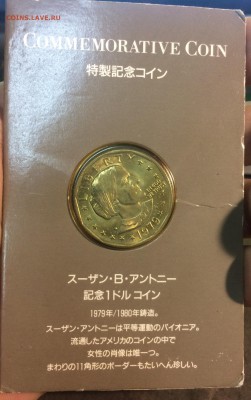 COINS.LAVE.RU
COMMEMORATIVE COIN
特製記念コイン
LIBERTY
1979
スーザン・B・アントニー
記念1ドル コイン
1979年/1980年鋳造。
スーザン・アントニーは平等運動のパイオニア。
流通したアメリカのコインの中で
女性の肖像は唯一つ。
まわりの11角形のボーダーもたいへん珍しい。